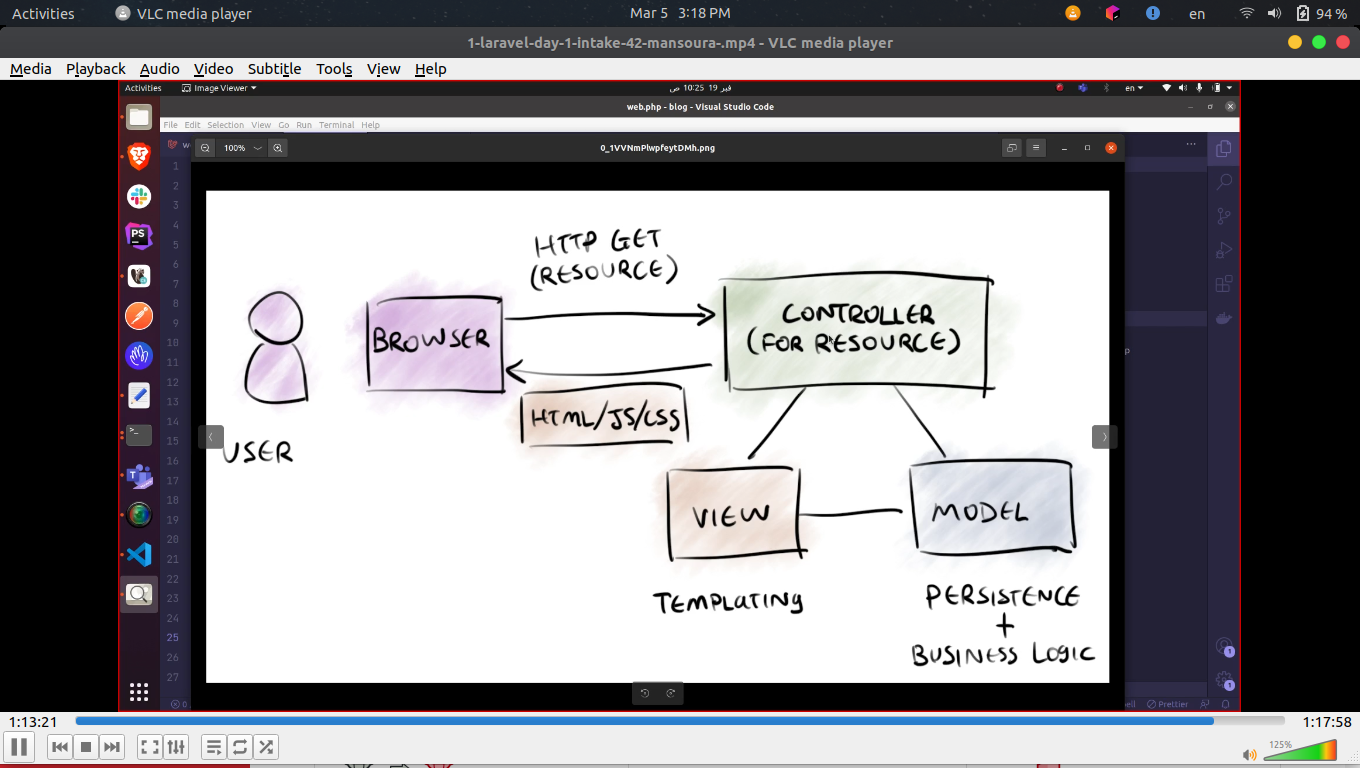 Activities
VLC media player
Mar 5 3:18 PM
en
94 %
1-laravel-day-1-intake-42-mansoura-.mp4 - VLC media player
Media Playback Audio Video Subtitle Tools View Help
Activities
Image Viewer
10:25 ص
19 فبر
en
web.php - blog - Visual Studio Code
File Edit Selection View Go Run Terminal Help
100%
0_1VVNmPlwpfeytDMh.png
1
2
3
4
5
6
7
8
9
10
11
12
13
14
15
16
17
18
19
20
21
22
23
24
25
26
27
PS
HTTP GET
(RESOURCE)
BROWSER
CONTROLLER
(FOR RESOURCE)
HTML/JS/CSS
USER
VIEW
MODEL
TEMPLATING
PERSISTENCE
+
BUSINESS LOGIC
1
1
0
Prettier
1:13:21
1:17:58
125%